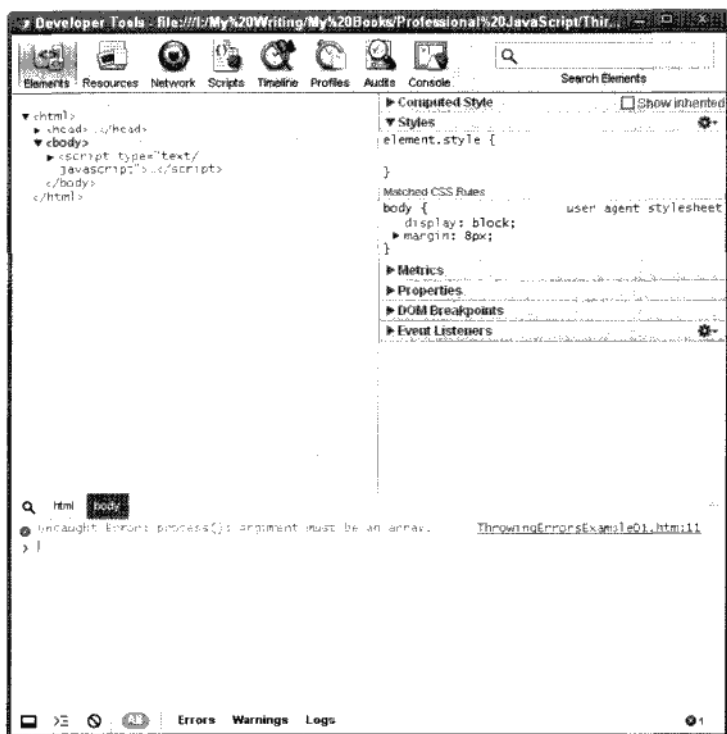 Developer Tools - file:///I:/My%20Writing/My%20Books/Professional%20JavaScript/Thir...
Elements Resources Network Scripts Timeline Profiles Audits Console Search Elements
▶ Computed Style Show inherited
▼ <html>
▶ <head>…</head>
▼ <body>
▶ <script type="text/
javascript">…</script>
</body>
</html>
▼ Styles
element.style {
}
Matched CSS Rules
body { user agent stylesheet
display: block;
▶ margin: 8px;
}
▶ Metrics
▶ Properties
▶ DOM Breakpoints
▶ Event Listeners
html body
Uncaught Error: process(): Argument must be an array. ThrowingErrorsExample01.htm:11
>
All Errors Warnings Logs 1